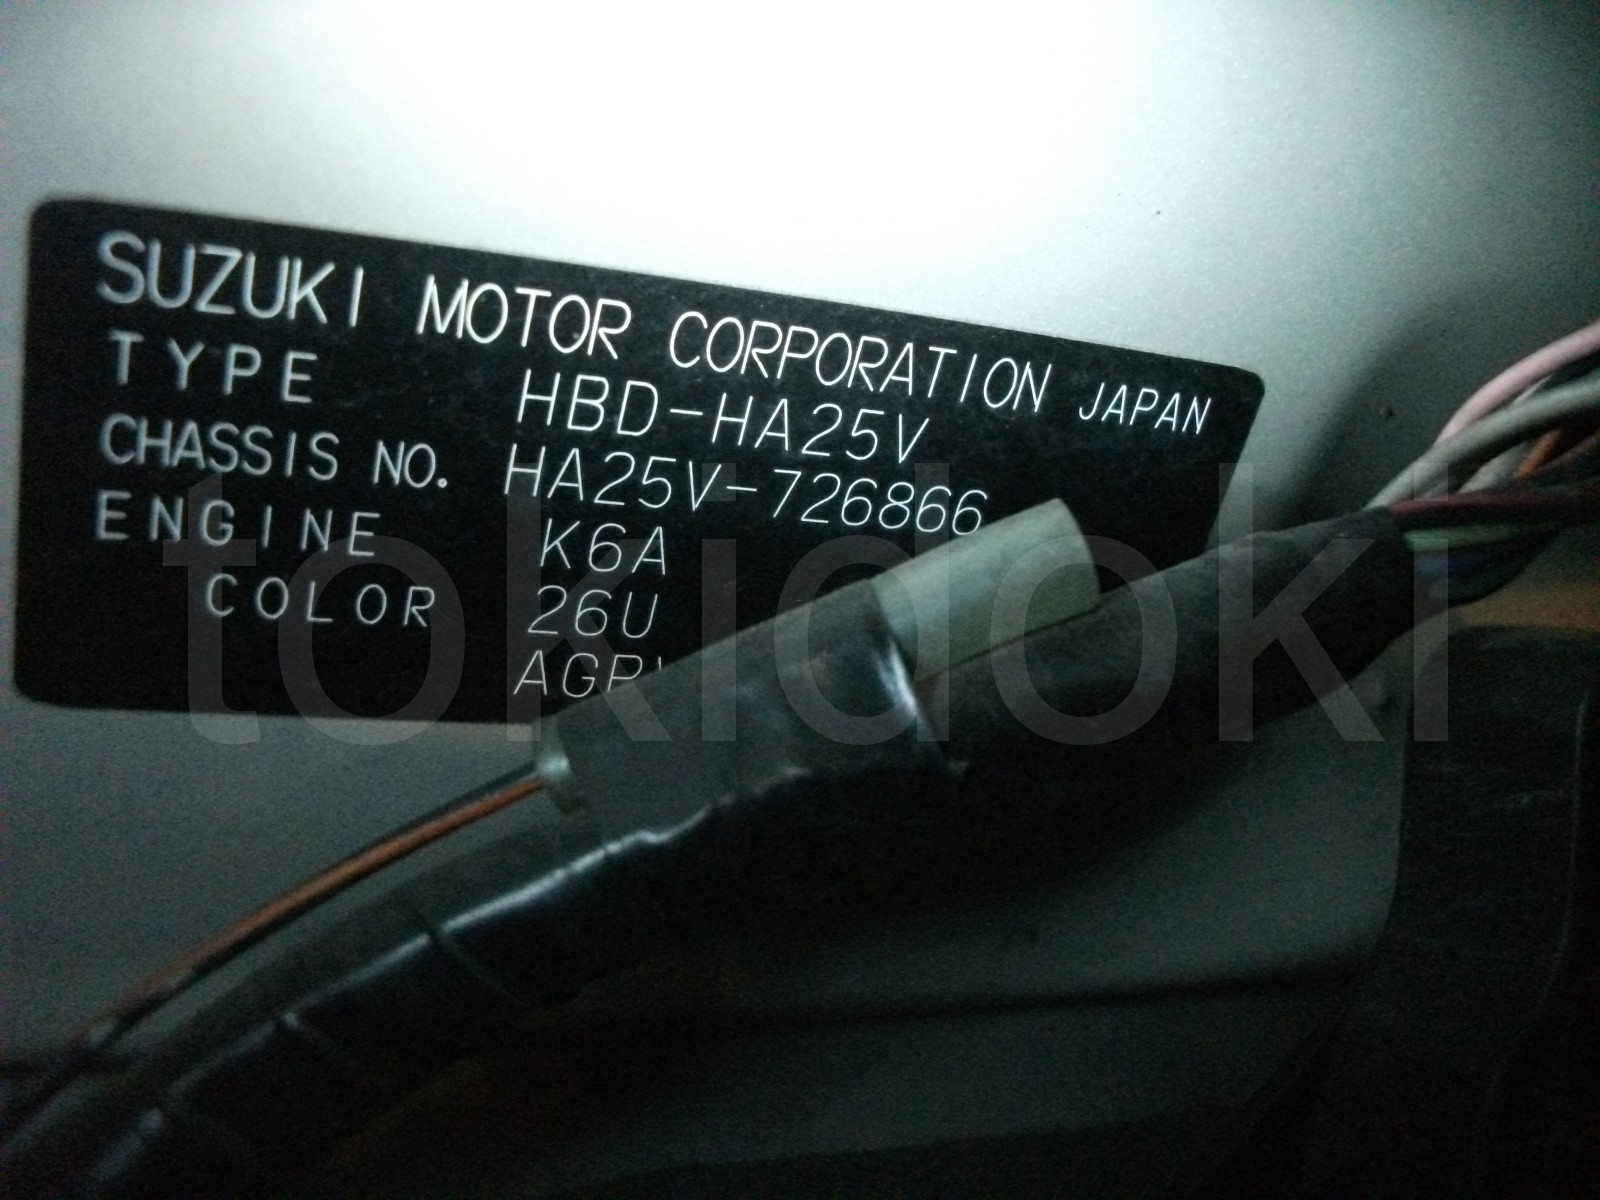 SUZUKI MOTOR CORPORATION JAPAN
TYPE HBD-HA25V
CHASSIS NO. HA25V-726866
ENGINE K6A
COLOR 26U
tokidoki